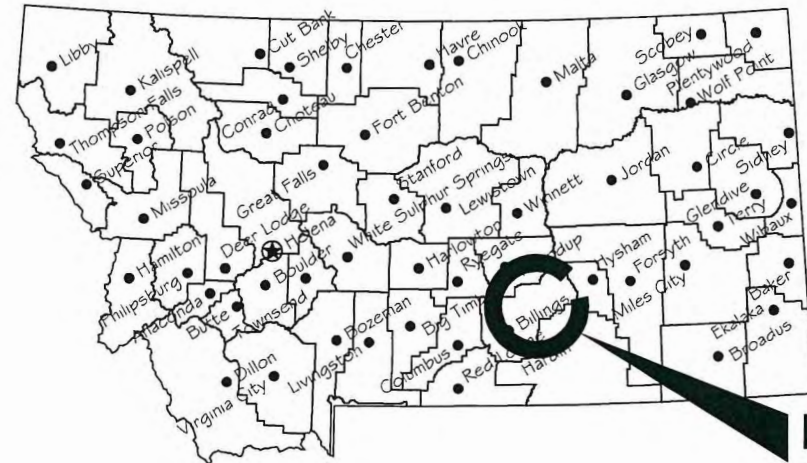 Libby
Kalispell
Cut Bank
Shelby
Chester
Havre
Chinook
Malta
Scobey
Glasgow
Plentywood
Wolf Point
Thompson Falls
Polson
Superior
Conrad
Choteau
Fort Benton
Missoula
Great Falls
Stanford
Lewistown
Winnett
Jordan
Circle
Sidney
Glendive
Terry
Wibaux
Hamilton
Philipsburg
Deer Lodge
Helena
Boulder
White Sulphur Springs
Harlowton
Ryegate
dup
Hysham
Forsyth
Miles City
Baker
Ekalaka
Broadus
Anaconda
Butte
Townsend
Bozeman
Livingston
Big Tim
Columbus
Billings
Red Lodge
Hardin
Dillon
Virginia City